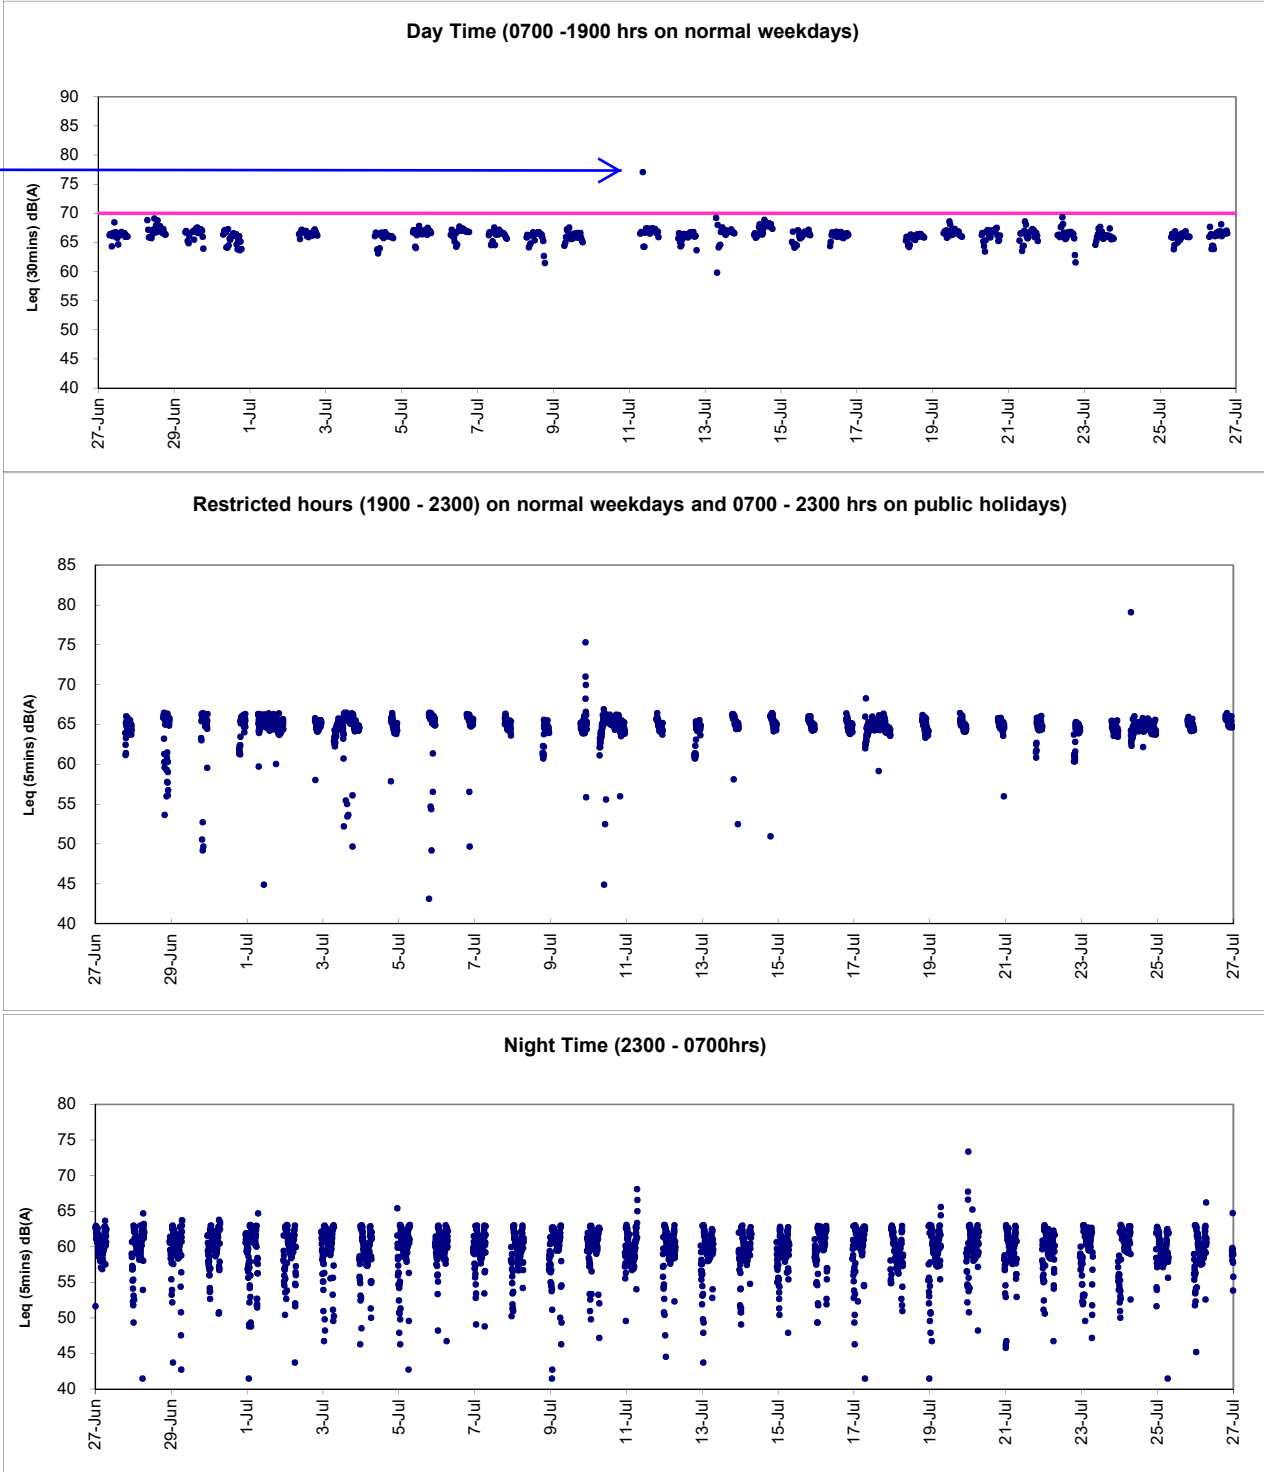 Day Time (0700 -1900 hrs on normal weekdays)
Leq (30mins) dB(A)
90
85
80
75
70
65
60
55
50
45
40
27-Jun
29-Jun
1-Jul
3-Jul
5-Jul
7-Jul
9-Jul
11-Jul
13-Jul
15-Jul
17-Jul
19-Jul
21-Jul
23-Jul
25-Jul
27-Jul
Restricted hours (1900 - 2300) on normal weekdays and 0700 - 2300 hrs on public holidays)
Leq (5mins) dB(A)
85
80
75
70
65
60
55
50
45
40
27-Jun
29-Jun
1-Jul
3-Jul
5-Jul
7-Jul
9-Jul
11-Jul
13-Jul
15-Jul
17-Jul
19-Jul
21-Jul
23-Jul
25-Jul
27-Jul
Night Time (2300 - 0700hrs)
Leq (5mins) dB(A)
80
75
70
65
60
55
50
45
40
27-Jun
29-Jun
1-Jul
3-Jul
5-Jul
7-Jul
9-Jul
11-Jul
13-Jul
15-Jul
17-Jul
19-Jul
21-Jul
23-Jul
25-Jul
27-Jul